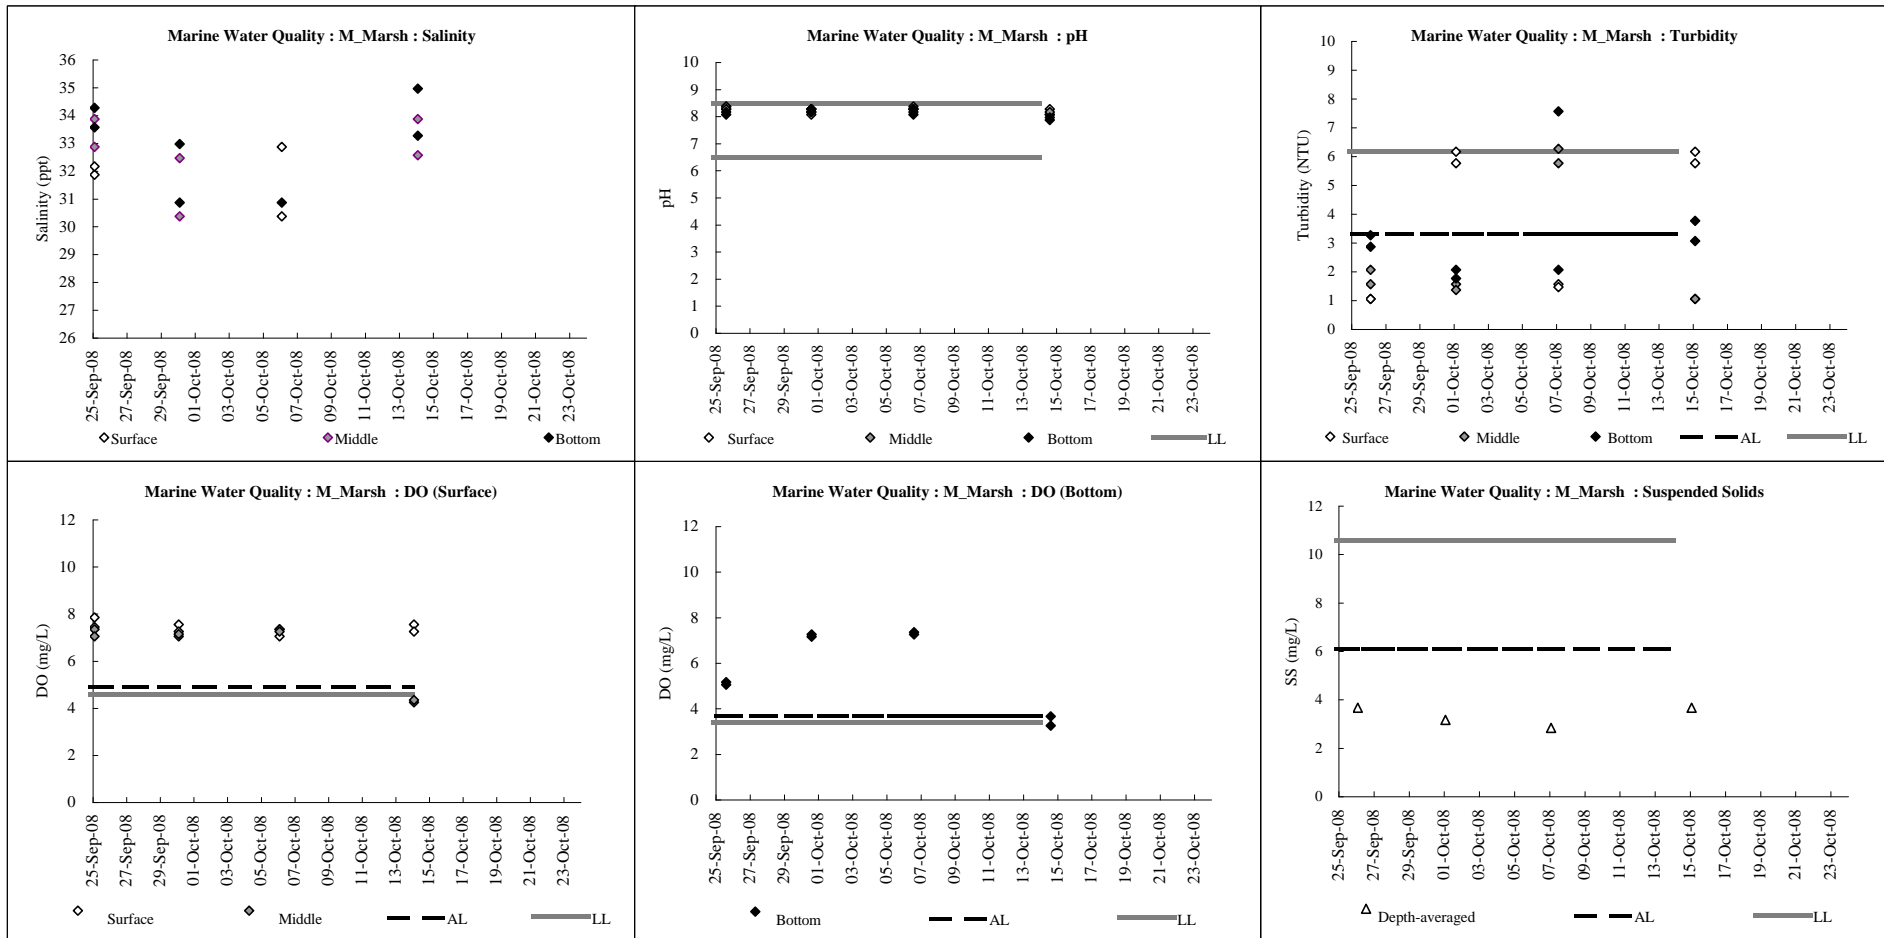 Marine Water Quality : M_Marsh : Salinity
36
35
34
33
32
31
30
29
28
27
26
Salinity (ppt)
25-Sep-08
27-Sep-08
29-Sep-08
01-Oct-08
03-Oct-08
05-Oct-08
07-Oct-08
09-Oct-08
11-Oct-08
13-Oct-08
15-Oct-08
17-Oct-08
19-Oct-08
21-Oct-08
23-Oct-08
Surface Middle Bottom
Marine Water Quality : M_Marsh : pH
10
9
8
7
6
5
4
3
2
1
0
pH
25-Sep-08
27-Sep-08
29-Sep-08
01-Oct-08
03-Oct-08
05-Oct-08
07-Oct-08
09-Oct-08
11-Oct-08
13-Oct-08
15-Oct-08
17-Oct-08
19-Oct-08
21-Oct-08
23-Oct-08
Surface Middle Bottom LL
Marine Water Quality : M_Marsh : Turbidity
10
9
8
7
6
5
4
3
2
1
0
Turbidity (NTU)
25-Sep-08
27-Sep-08
29-Sep-08
01-Oct-08
03-Oct-08
05-Oct-08
07-Oct-08
09-Oct-08
11-Oct-08
13-Oct-08
15-Oct-08
17-Oct-08
19-Oct-08
21-Oct-08
23-Oct-08
Surface Middle Bottom AL LL
Marine Water Quality : M_Marsh : DO (Surface)
12
10
8
6
4
2
0
DO (mg/L)
25-Sep-08
27-Sep-08
29-Sep-08
01-Oct-08
03-Oct-08
05-Oct-08
07-Oct-08
09-Oct-08
11-Oct-08
13-Oct-08
15-Oct-08
17-Oct-08
19-Oct-08
21-Oct-08
23-Oct-08
Surface Middle AL LL
Marine Water Quality : M_Marsh : DO (Bottom)
12
10
8
6
4
2
0
DO (mg/L)
25-Sep-08
27-Sep-08
29-Sep-08
01-Oct-08
03-Oct-08
05-Oct-08
07-Oct-08
09-Oct-08
11-Oct-08
13-Oct-08
15-Oct-08
17-Oct-08
19-Oct-08
21-Oct-08
23-Oct-08
Bottom AL LL
Marine Water Quality : M_Marsh : Suspended Solids
12
10
8
6
4
2
0
SS (mg/L)
25-Sep-08
27-Sep-08
29-Sep-08
01-Oct-08
03-Oct-08
05-Oct-08
07-Oct-08
09-Oct-08
11-Oct-08
13-Oct-08
15-Oct-08
17-Oct-08
19-Oct-08
21-Oct-08
23-Oct-08
Depth-averaged AL LL